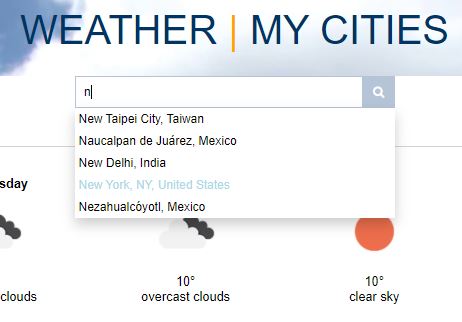 WEATHER | MY CITIES
n
New Taipei City, Taiwan
Naucalpan de Juárez, Mexico
New Delhi, India
New York, NY, United States
Nezahualcóyotl, Mexico
sday
10° 10°
clouds overcast clouds clear sky